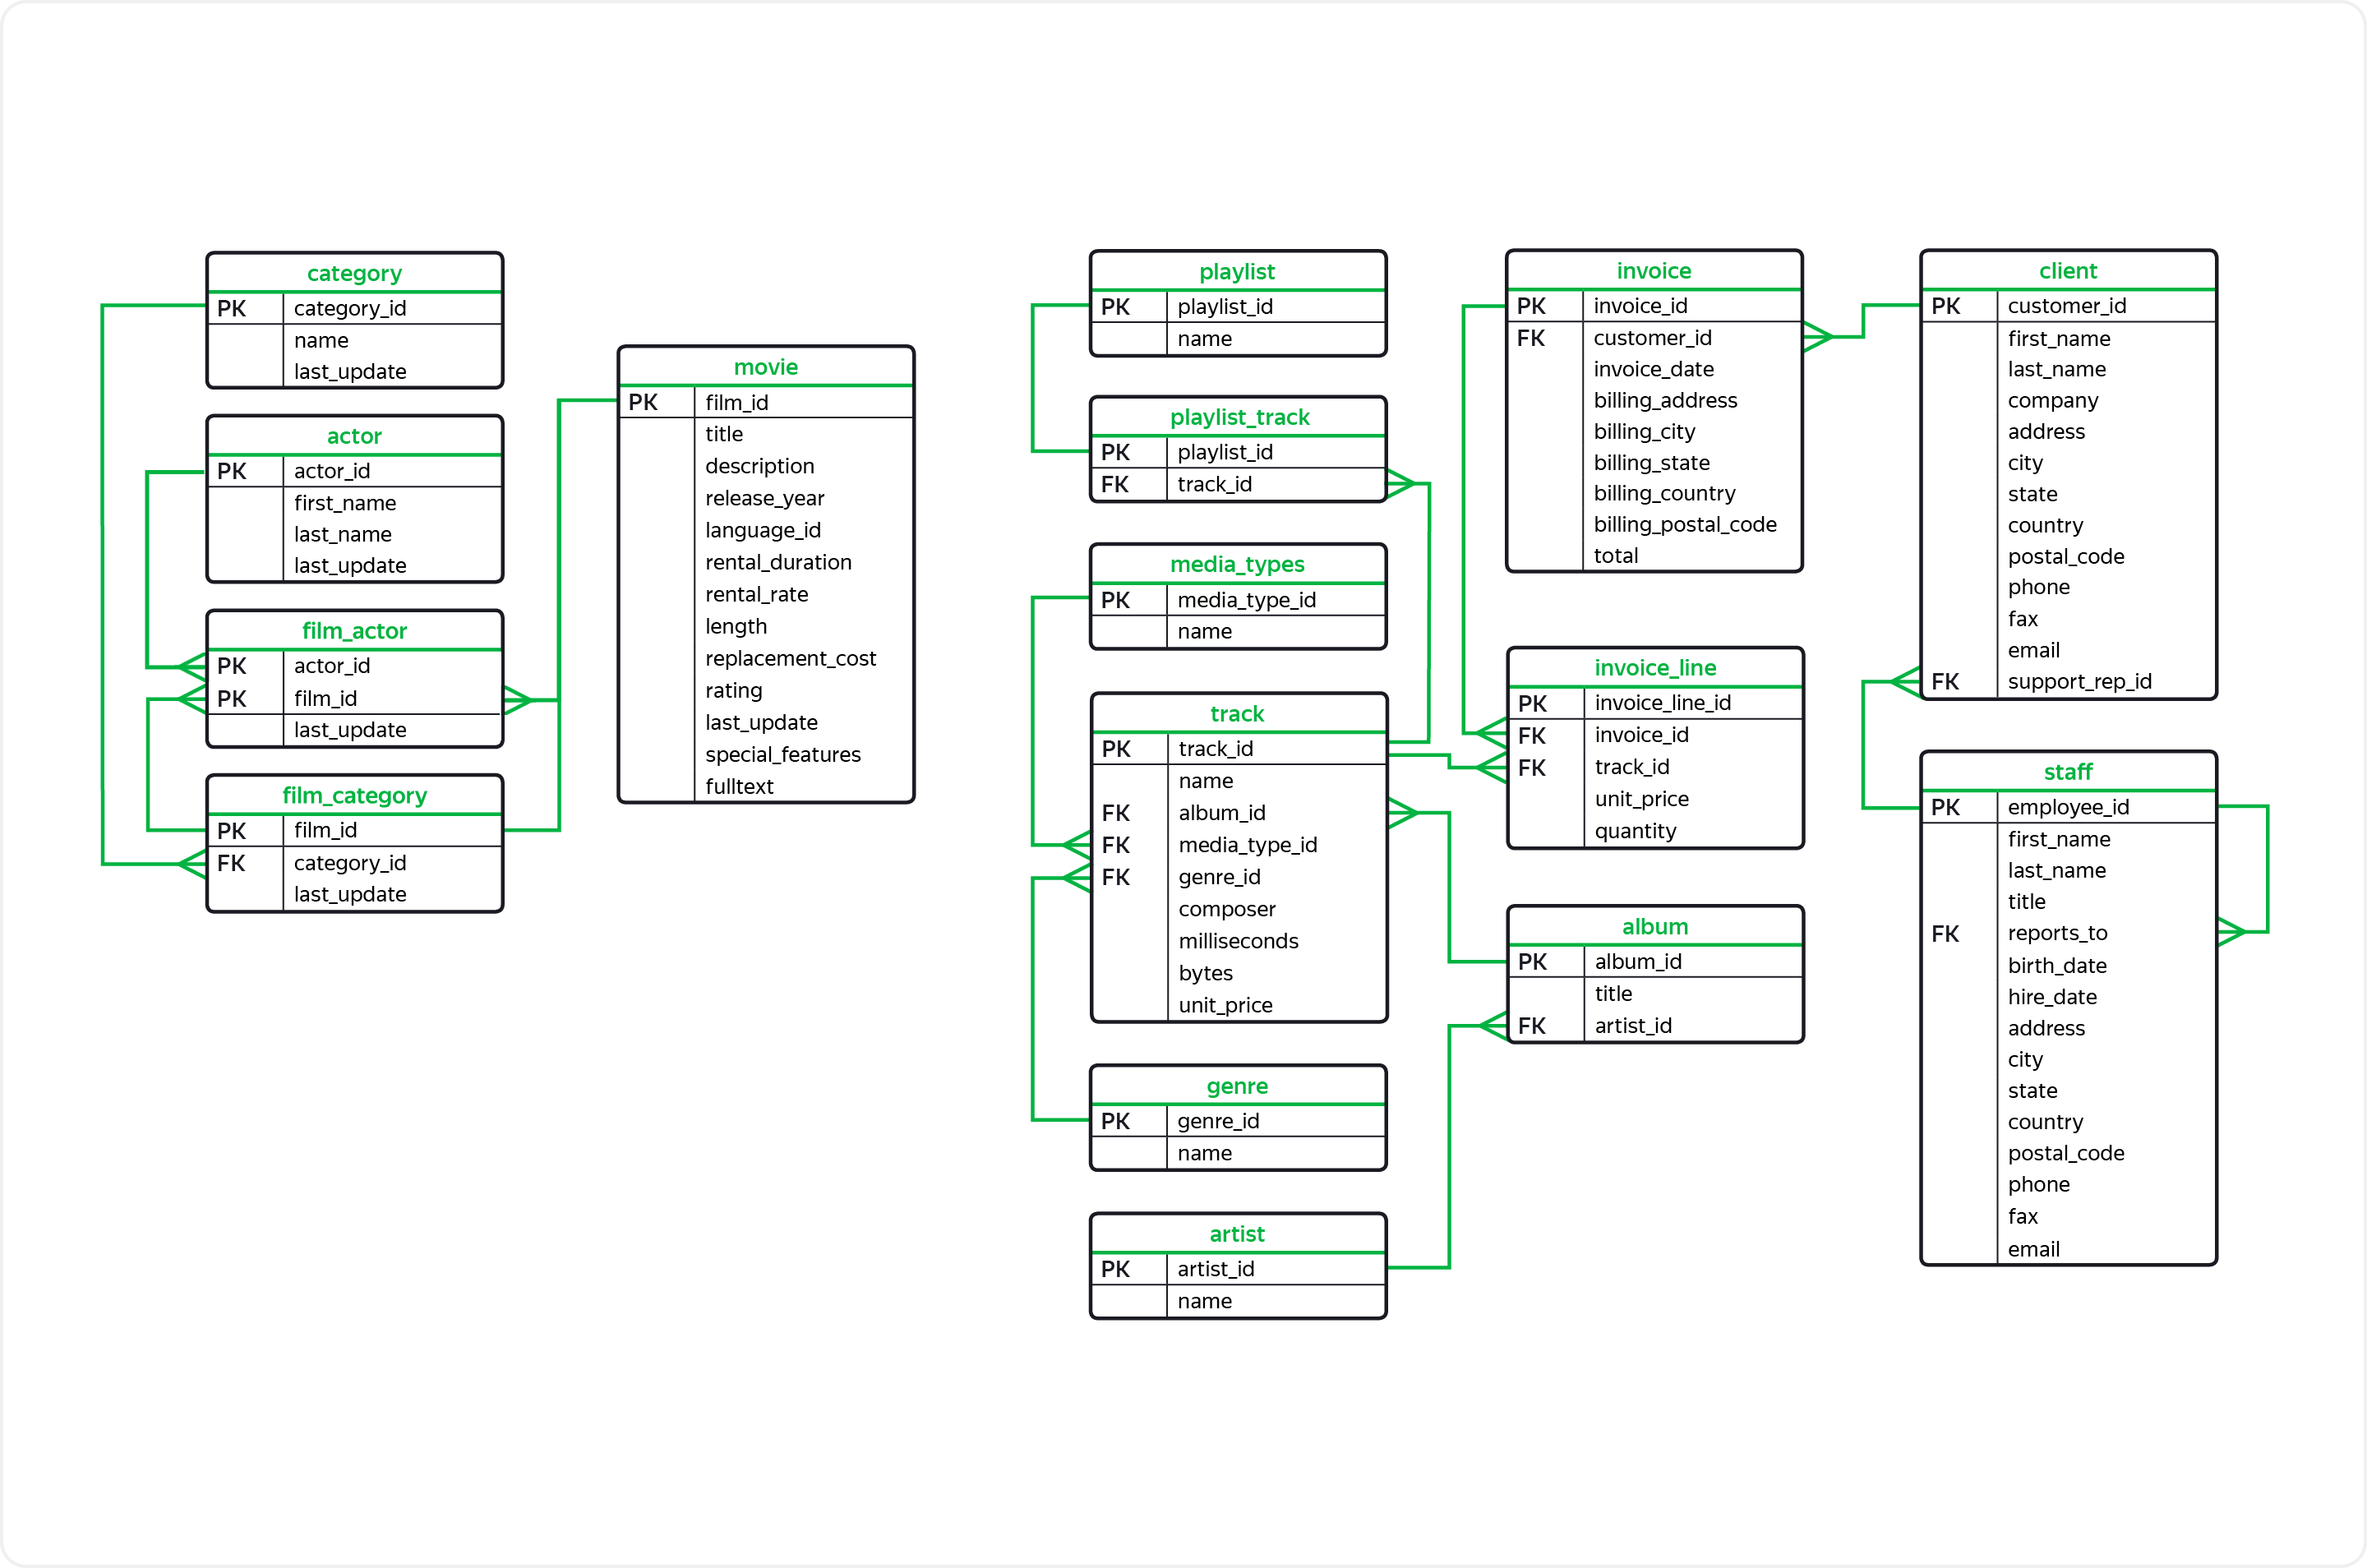 category
PK category_id
name
last_update
actor
PK actor_id
first_name
last_name
last_update
film_actor
PK actor_id
PK film_id
last_update
film_category
PK film_id
FK category_id
last_update
movie
PK film_id
title
description
release_year
language_id
rental_duration
rental_rate
length
replacement_cost
rating
last_update
special_features
fulltext
playlist
PK playlist_id
name
playlist_track
PK playlist_id
FK track_id
media_types
PK media_type_id
name
track
PK track_id
name
FK album_id
FK media_type_id
FK genre_id
composer
milliseconds
bytes
unit_price
genre
PK genre_id
name
artist
PK artist_id
name
invoice
PK invoice_id
FK customer_id
invoice_date
billing_address
billing_city
billing_state
billing_country
billing_postal_code
total
invoice_line
PK invoice_line_id
FK invoice_id
FK track_id
unit_price
quantity
album
PK album_id
title
FK artist_id
client
PK customer_id
first_name
last_name
company
address
city
state
country
postal_code
phone
fax
email
FK support_rep_id
staff
PK employee_id
first_name
last_name
title
FK reports_to
birth_date
hire_date
address
city
state
country
postal_code
phone
fax
email